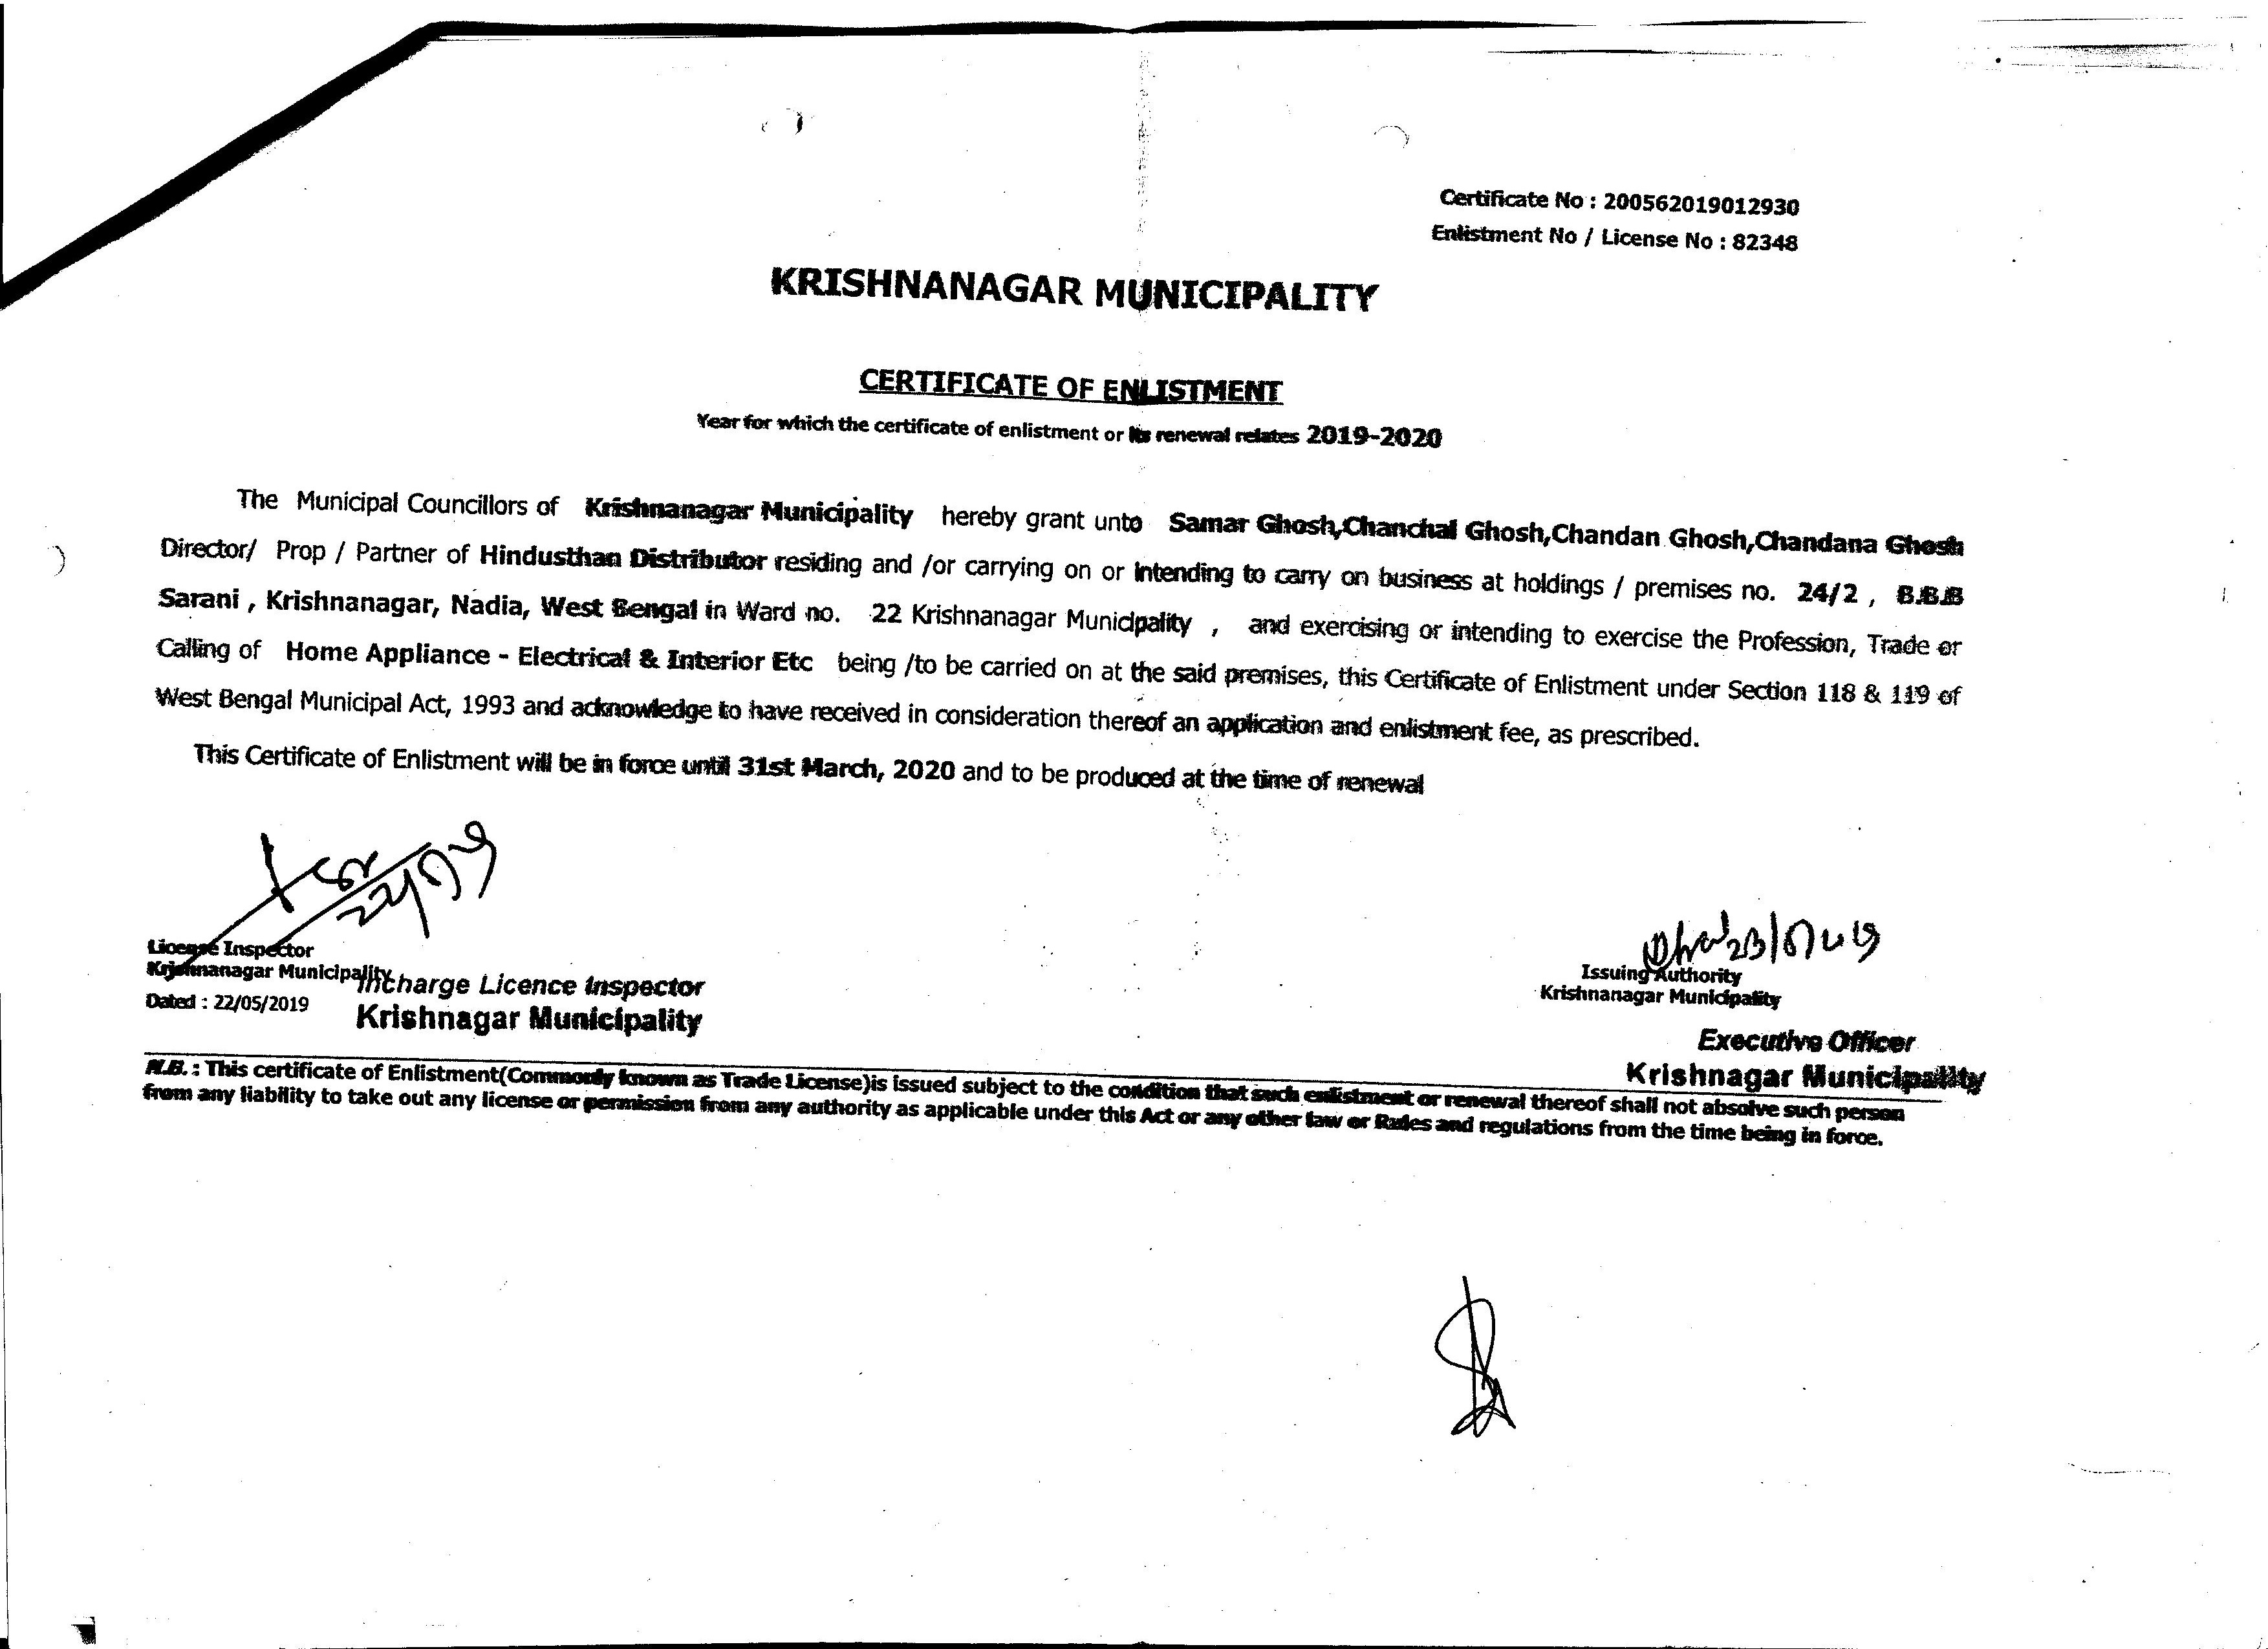 Certificate No : 200562019012930
Enlistment No / License No : 82348
KRISHNANAGAR MUNICIPALITY
CERTIFICATE OF ENLISTMENT
Year for which the certificate of enlistment or its renewal relates 2019-2020
The Municipal Councillors of Krishnanagar Municipality hereby grant unto Samar Ghosh,Chanchal Ghosh,Chandan Ghosh,Chandana Ghosh
Director/ Prop / Partner of Hindusthan Distributor residing and /or carrying on or intending to carry on business at holdings / premises no. 24/2 , B.B.B
Sarani , Krishnanagar, Nadia, West Bengal in Ward no. 22 Krishnanagar Municipality , and exercising or intending to exercise the Profession, Trade or
Calling of Home Appliance - Electrical & Interior Etc being /to be carried on at the said premises, this Certificate of Enlistment under Section 118 & 119 of
West Bengal Municipal Act, 1993 and acknowledge to have received in consideration thereof an application and enlistment fee, as prescribed.
This Certificate of Enlistment will be in force until 31st March, 2020 and to be produced at the time of renewal
License Inspector
Krishnanagar Municipality
Dated : 22/05/2019
Incharge Licence Inspector
Krishnagar Municipality
Issuing Authority
Krishnanagar Municipality
Executive Officer
Krishnagar Municipality
N.B. : This certificate of Enlistment(Commonly known as Trade License)is issued subject to the condition that such enlistment or renewal thereof shall not absolve such person
from any liability to take out any license or permission from any authority as applicable under this Act or any other law or Rules and regulations from the time being in force.